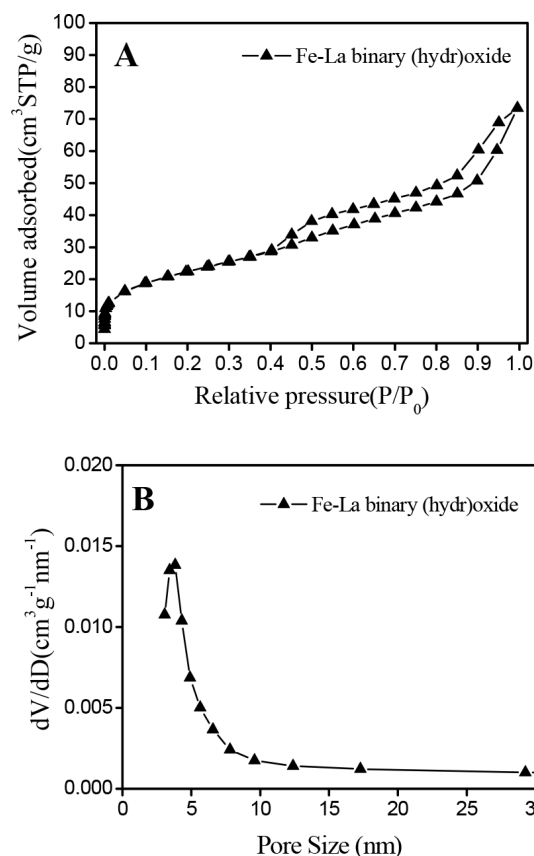 A
Fe-La binary (hydr)oxide
Volume adsorbed(cm³STP/g)
100
90
80
70
60
50
40
30
20
10
0
0.0 0.1 0.2 0.3 0.4 0.5 0.6 0.7 0.8 0.9 1.0
Relative pressure(P/P₀)
B
Fe-La binary (hydr)oxide
dV/dD(cm³g⁻¹nm⁻¹)
0.020
0.015
0.010
0.005
0.000
0 5 10 15 20 25 3
Pore Size (nm)